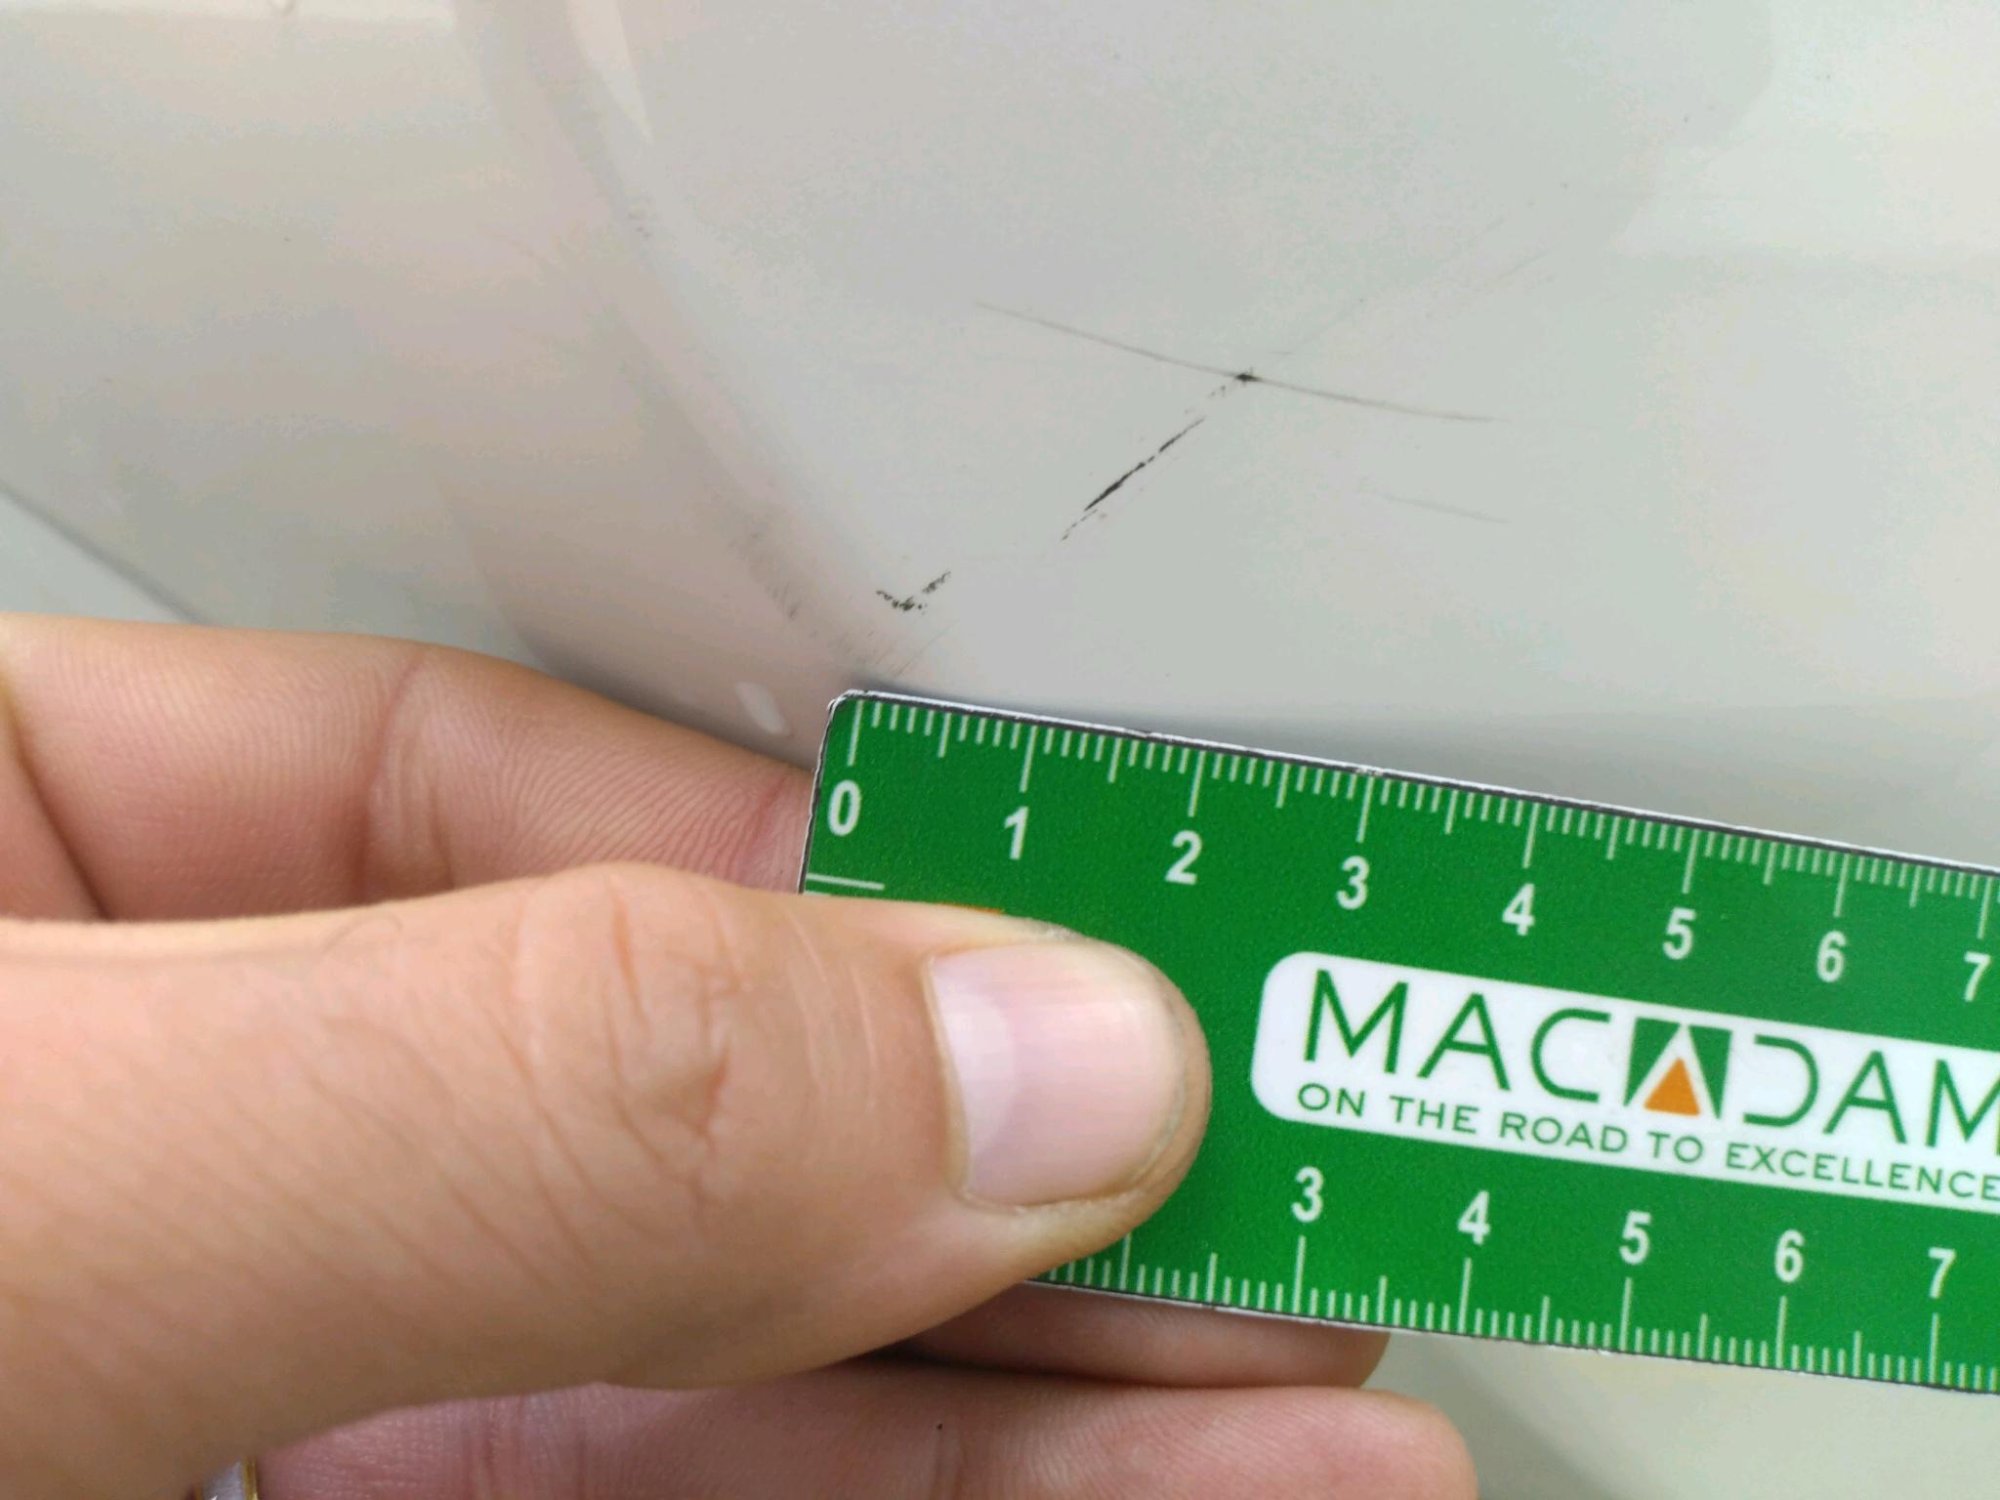 0 1 2 3 4 5 6 7
MACADAM
ON THE ROAD TO EXCELLENCE
3 4 5 6 7